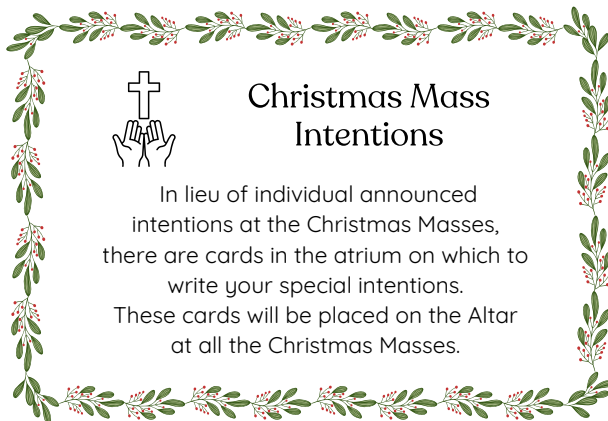 Christmas Mass
Intentions
In lieu of individual announced
intentions at the Christmas Masses,
there are cards in the atrium on which to
write your special intentions.
These cards will be placed on the Altar
at all the Christmas Masses.